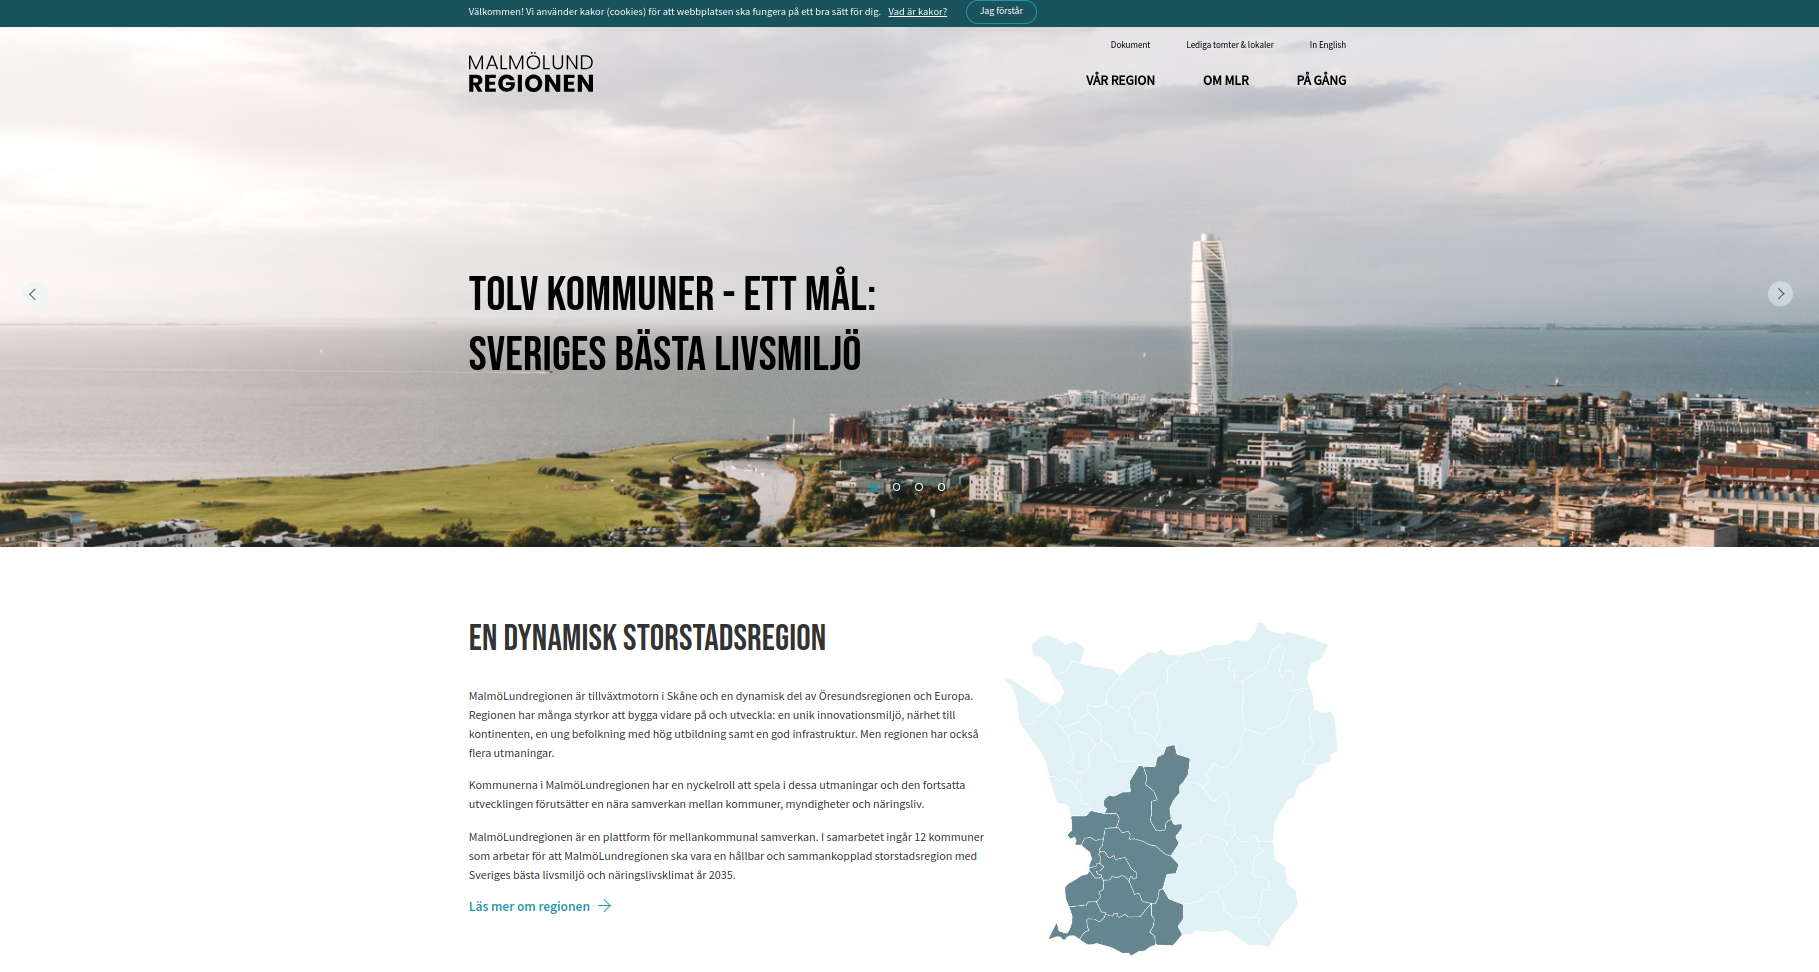 Välkommen! Vi använder kakor (cookies) för att webbplatsen ska fungera på ett bra sätt för dig. Vad är kakor? Jag förstår
Dokument Lediga tomter & lokaler In English
MALMÖLUND
REGIONEN
VÅR REGION OM MLR PÅ GÅNG
TOLV KOMMUNER - ETT MÅL:
SVERIGES BÄSTA LIVSMILJÖ
EN DYNAMISK STORSTADSREGION
MalmöLundregionen är tillväxtmotorn i Skåne och en dynamisk del av Öresundsregionen och Europa.
Regionen har många styrkor att bygga vidare på och utveckla: en unik innovationsmiljö, närhet till
kontinenten, en ung befolkning med hög utbildning samt en god infrastruktur. Men regionen har också
flera utmaningar.
Kommunerna i MalmöLundregionen har en nyckelroll att spela i dessa utmaningar och den fortsatta
utvecklingen förutsätter en nära samverkan mellan kommuner, myndigheter och näringsliv.
MalmöLundregionen är en plattform för mellankommunal samverkan. I samarbetet ingår 12 kommuner
som arbetar för att MalmöLundregionen ska vara en hållbar och sammankopplad storstadsregion med
Sveriges bästa livsmiljö och näringslivsklimat år 2035.
Läs mer om regionen